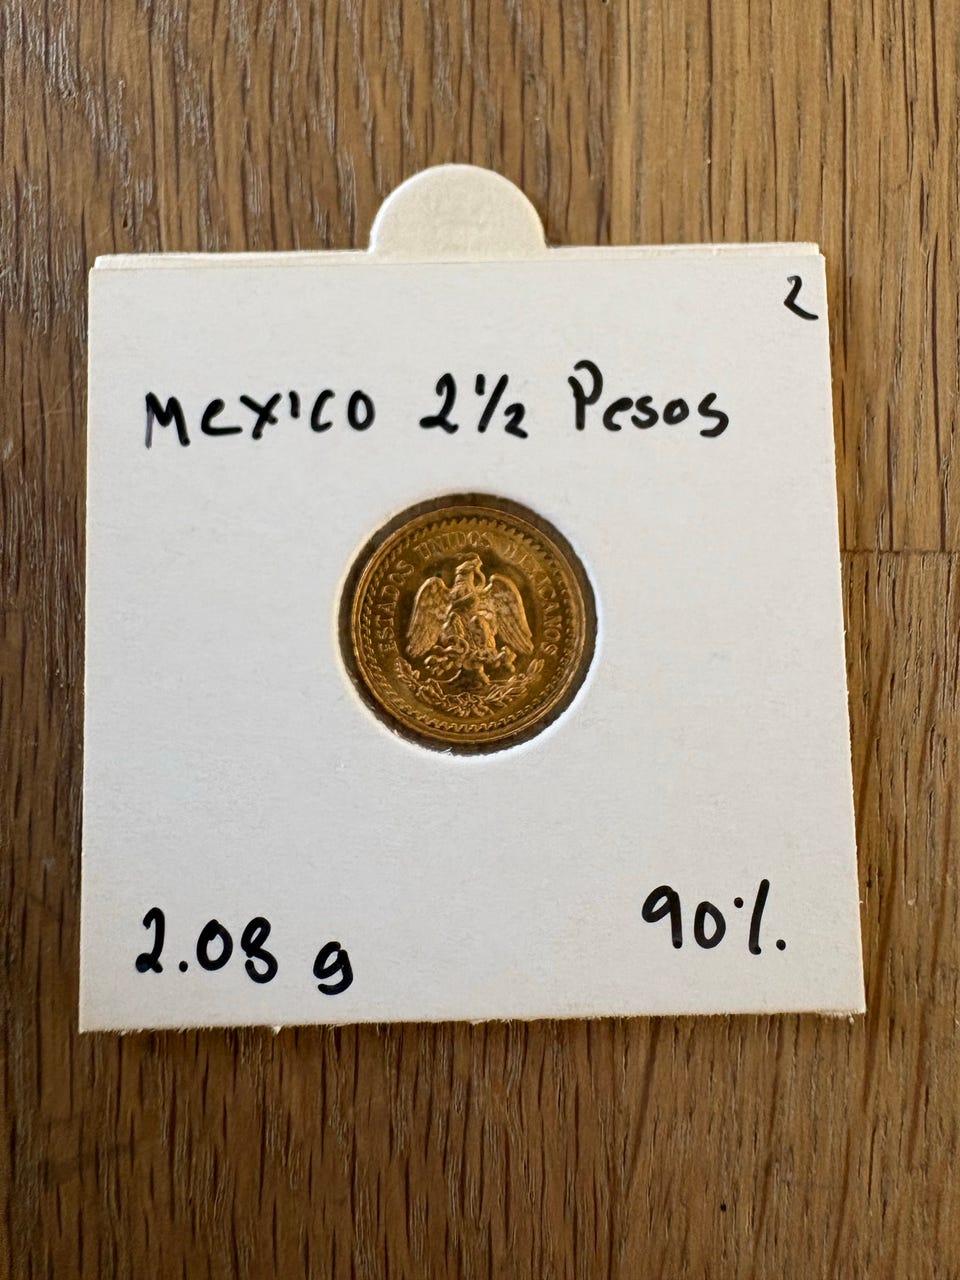 2
Mexico 2½ Pesos
ESTADOS UNIDOS MEXICANOS
2.08 g
90%